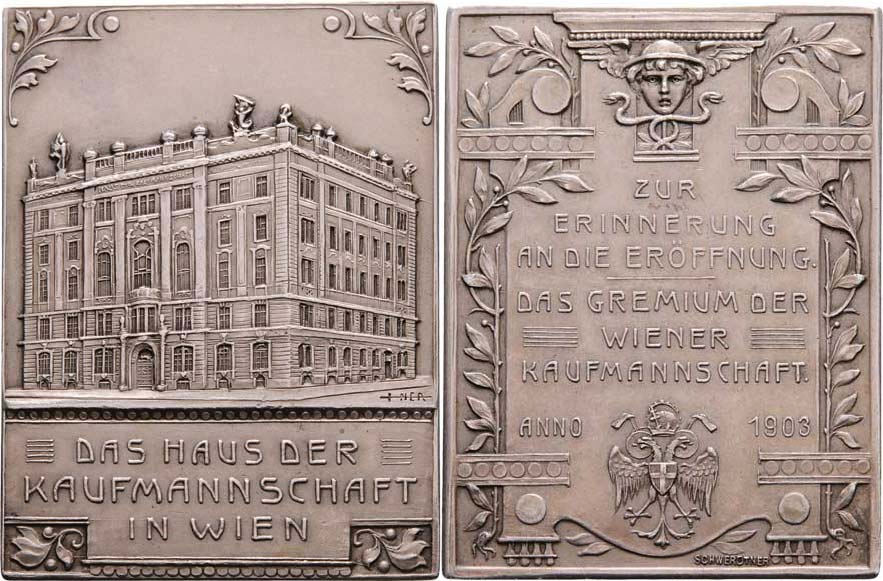 DAS HAUS DER
KAUFMANNSCHAFT
IN WIEN
ZUR
ERINNERUNG
AN DIE ERÖFFNUNG.
DAS GREMIUM DER
WIENER
KAUFMANNSCHAFT.
ANNO 1903
SCHWERDTNER